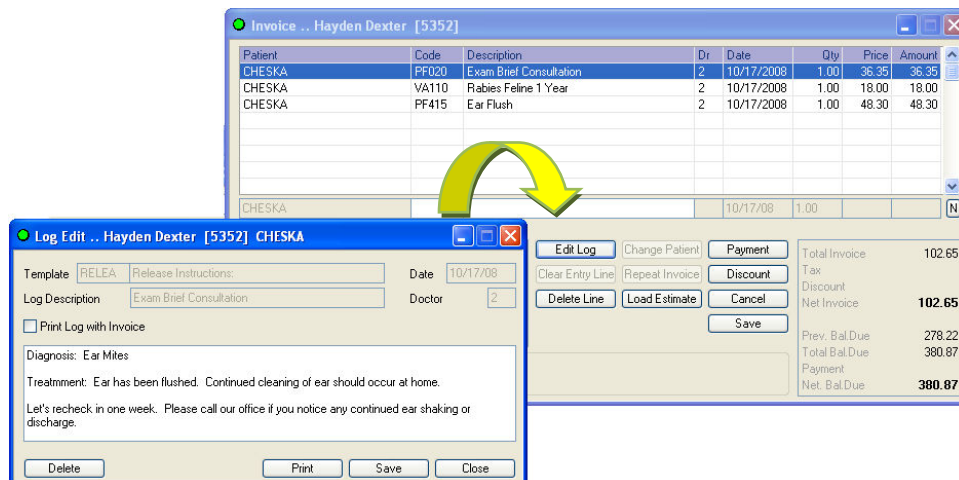 Invoice .. Hayden Dexter [5352]
Patient Code Description Dr Date Qty Price Amount
CHESKA PF020 Exam Brief Consultation 2 10/17/2008 1.00 36.35 36.35
CHESKA VA110 Rabies Feline 1 Year 2 10/17/2008 1.00 18.00 18.00
CHESKA PF415 Ear Flush 2 10/17/2008 1.00 48.30 48.30
CHESKA 10/17/08 1.00 N
Edit Log Change Patient Payment
Clear Entry Line Repeat Invoice Discount
Delete Line Load Estimate Cancel
Save
Total Invoice 102.65
Tax
Discount
Net Invoice 102.65
Prev. Bal.Due 278.22
Total Bal.Due 380.87
Payment
Net. Bal.Due 380.87
Log Edit .. Hayden Dexter [5352] CHESKA
Template RELEA Release Instructions: Date 10/17/08
Log Description Exam Brief Consultation Doctor 2
Print Log with Invoice
Diagnosis: Ear Mites
Treatmment: Ear has been flushed. Continued cleaning of ear should occur at home.
Let's recheck in one week. Please call our office if you notice any continued ear shaking or
discharge.
Delete Print Save Close